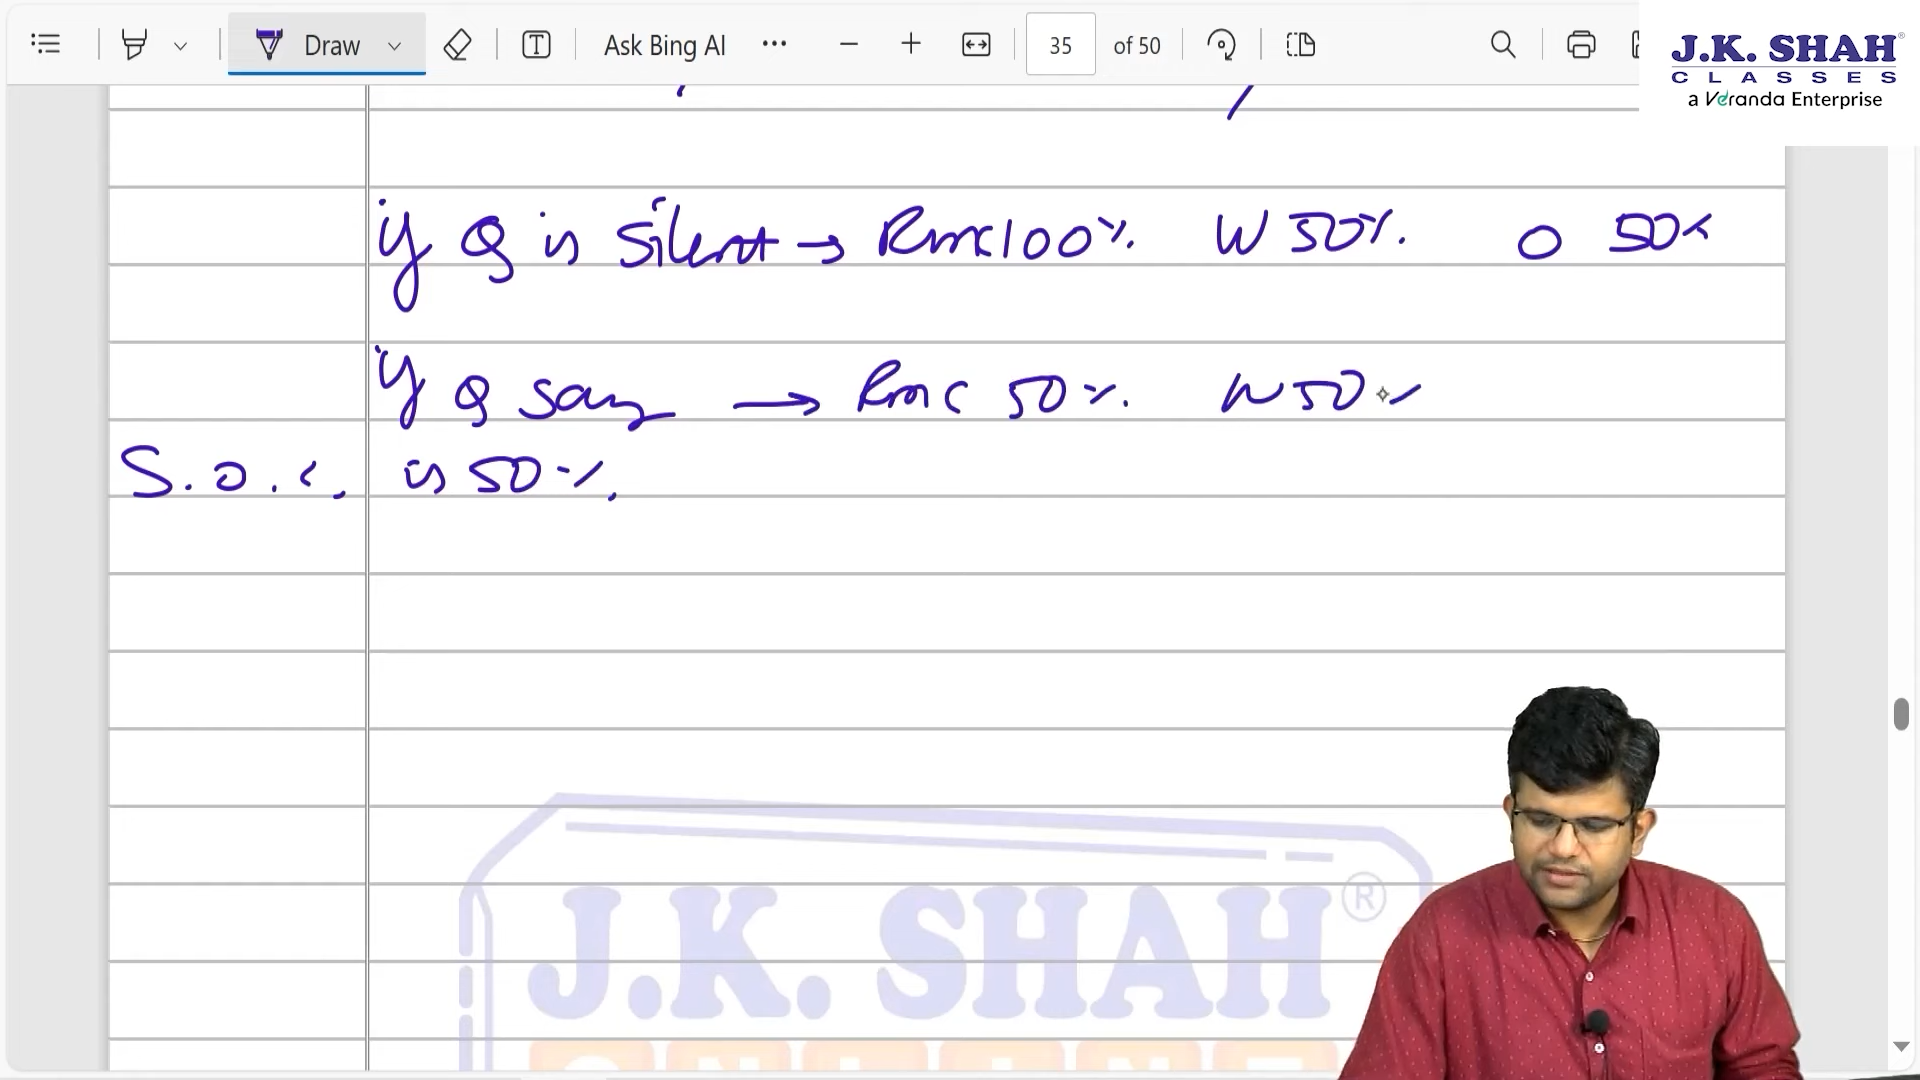 Draw
Ask Bing AI
35 of 50
J.K. SHAH®
CLASSES
a Veranda Enterprise
if Q is silent → RMC 100% W 50% O 50%
if Q says → RMC 50% W 50%
S.O.C. is 50%.
J.K. SHAH®